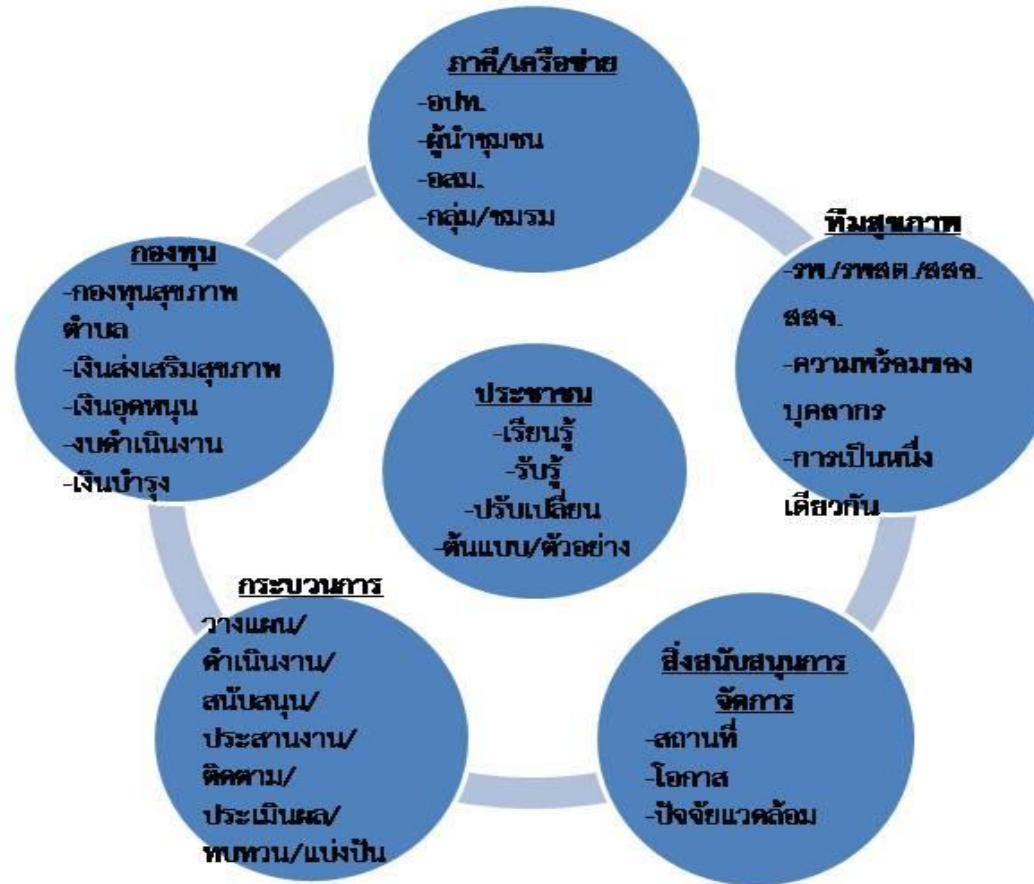 ภาคี/เครือข่าย
-อปท.
-ผู้นำชุมชน
-อสม.
-กลุ่ม/ชมรม
ทีมสุขภาพ
-รพ./รพสต./สสอ.
สสจ.
-ความพร้อมของ
บุคลากร
-การเป็นหนึ่ง
เดียวกัน
สิ่งสนับสนุนการ
จัดการ
-สถานที่
-โอกาส
-ปัจจัยแวดล้อม
กระบวนการ
วางแผน/
ดำเนินงาน/
สนับสนุน/
ประสานงาน/
ติดตาม/
ประเมินผล/
ทบทวน/แบ่งปัน
กองทุน
-กองทุนสุขภาพ
ตำบล
-เงินส่งเสริมสุขภาพ
-เงินอุดหนุน
-งบดำเนินงาน
-เงินบำรุง
ประชาชน
-เรียนรู้
-รับรู้
-ปรับเปลี่ยน
-ต้นแบบ/ตัวอย่าง